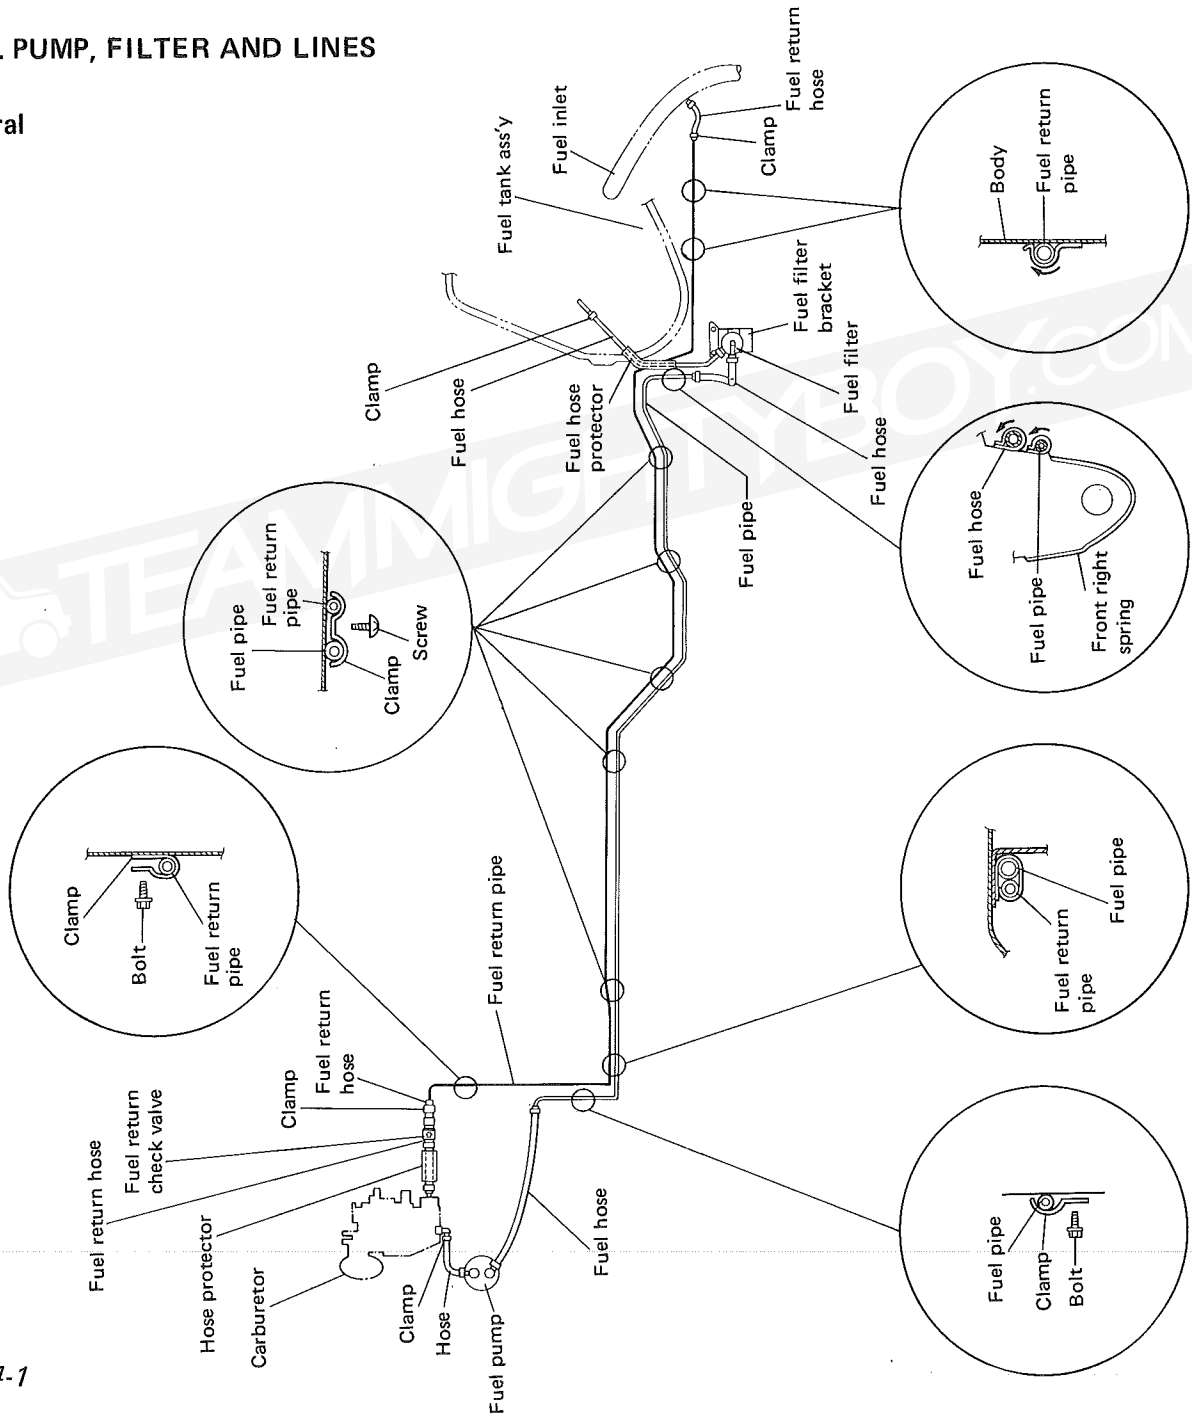 PUMP, FILTER AND LINES
Fuel return
hose
Clamp
Fuel inlet
Fuel tank ass'y
Body
Fuel return
pipe
Fuel filter
bracket
Fuel filter
Fuel hose
Clamp
Fuel hose
Fuel hose
protector
Fuel pipe
Fuel hose
Fuel pipe
Front right
spring
Fuel pipe
Fuel return
pipe
Clamp
Screw
TEAMMIGHTYBOY.COM
Clamp
Bolt
Fuel return
pipe
Fuel return pipe
Fuel pipe
Fuel return
pipe
Fuel return
hose
Clamp
Fuel return
check valve
Fuel return hose
Hose protector
Carburetor
Clamp
Hose
Fuel pump
Fuel hose
Fuel pipe
Clamp
Bolt
-1